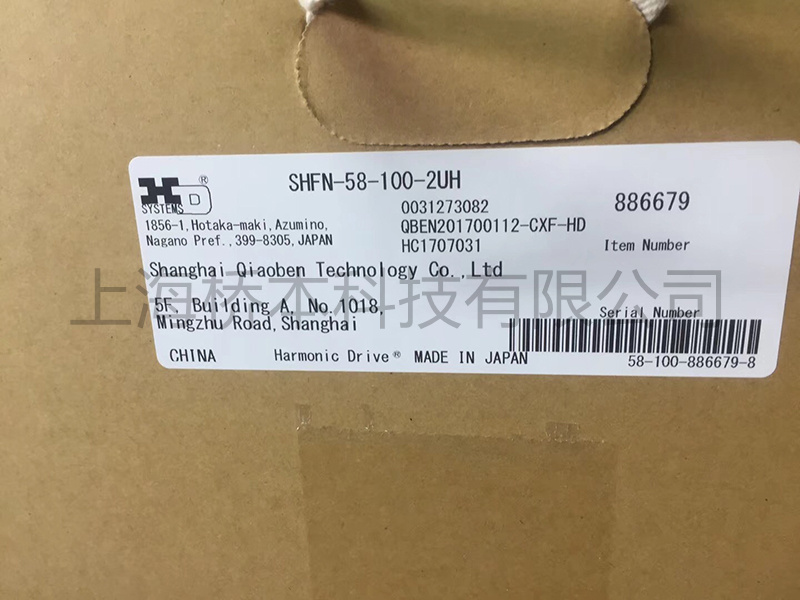 SHFN-58-100-2UH
HD
®
SYSTEMS
1856-1,Hotaka-maki,Azumino,
Nagano Pref.,399-8305,JAPAN
0031273082
QBEN201700112-CXF-HD
HC1707031
886679
Item Number
Shanghai Qiaoben Technology Co.,Ltd
上海桥本科技有限公司
5F, Building A, No.1018,
Mingzhu Road,Shanghai
Serial Number
CHINA
Harmonic Drive® MADE IN JAPAN
58-100-886679-8